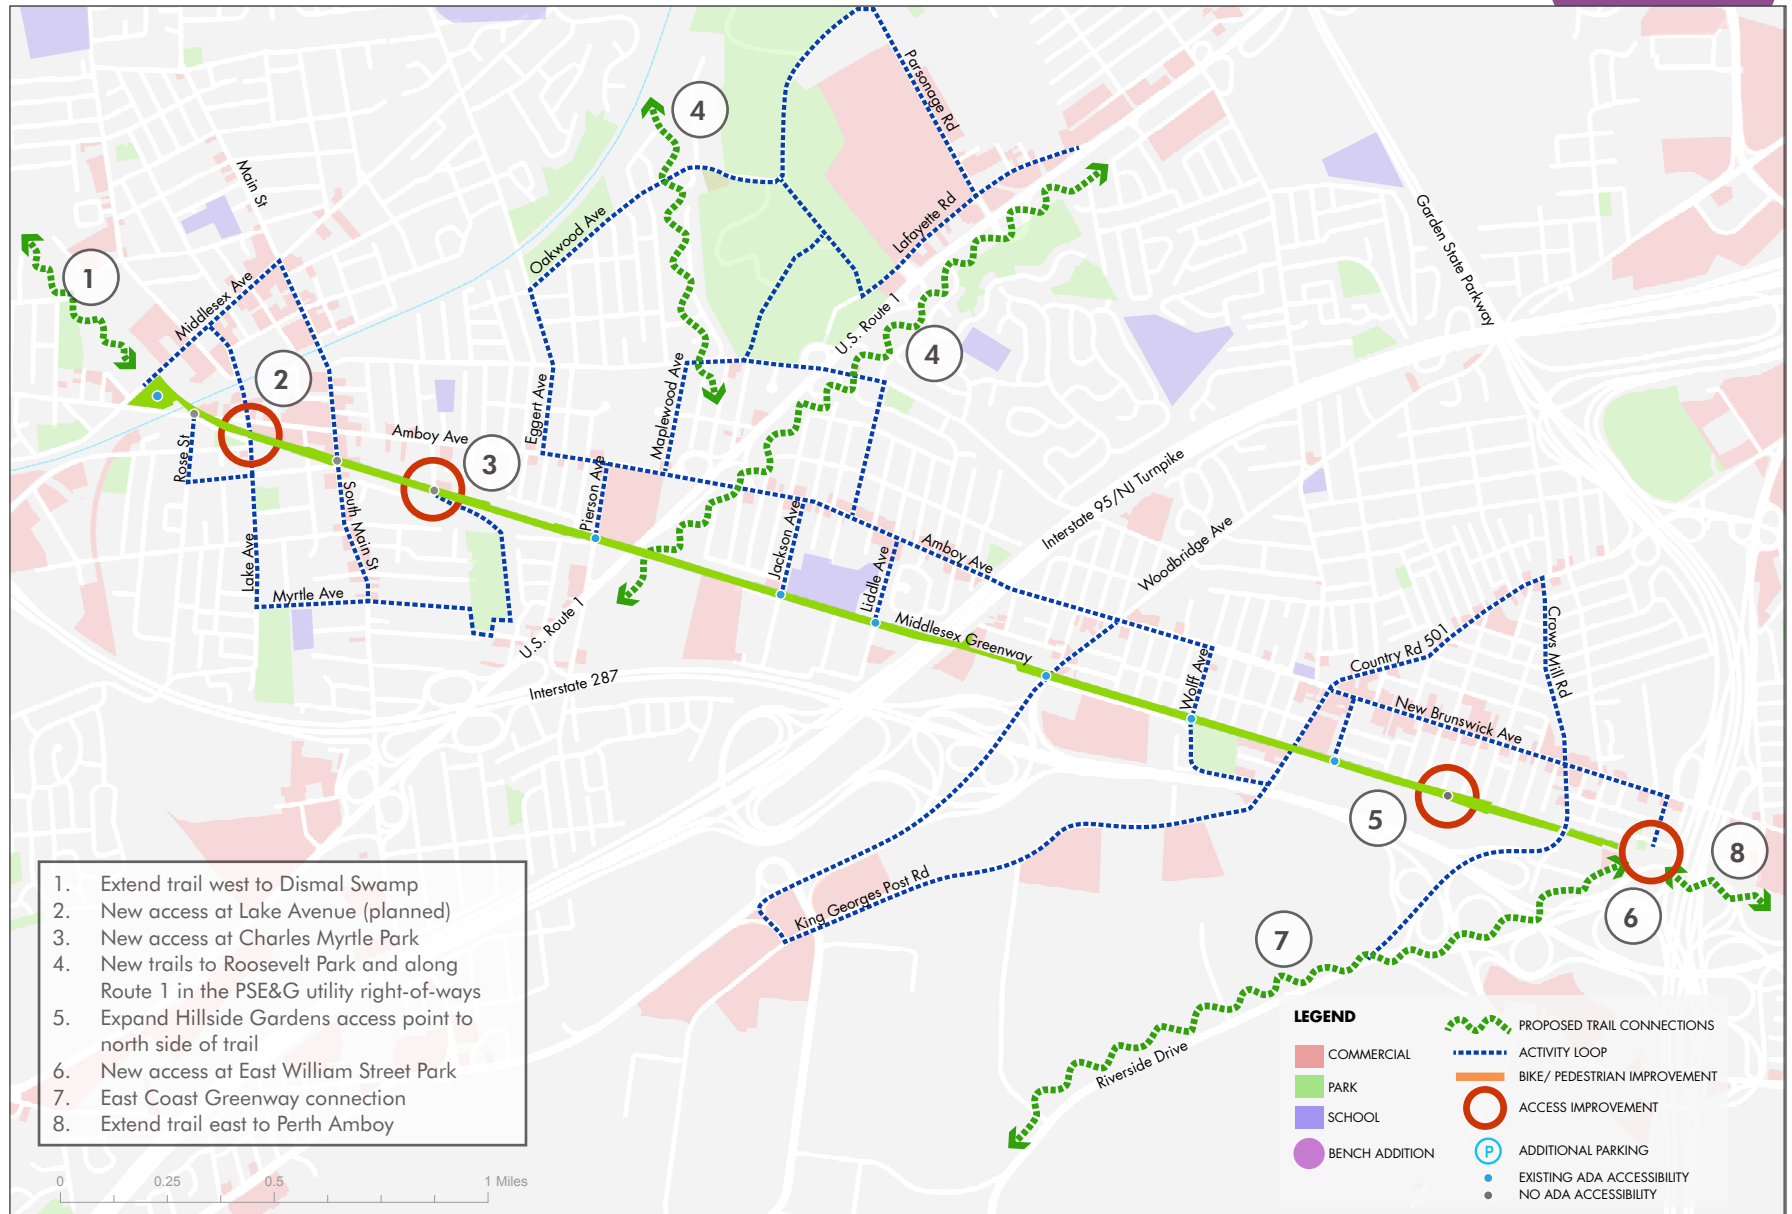 Parsonage Rd
4
Main St
Oakwood Ave
Lafayette Rd
Garden State Parkway
1
Middlesex Ave
U.S. Route 1
4
2
Maplewood Ave
Eggert Ave
Amboy Ave
Rose St
3
Pierson Ave
Interstate 95/NJ Turnpike
South Main St
Jackson Ave
Amboy Ave
Woodbridge Ave
Lake Ave
Liddle Ave
Myrtle Ave
U.S. Route 1
Middlesex Greenway
Country Rd 501
Crows Mill Rd
Interstate 287
Wolff Ave
New Brunswick Ave
5
8
King Georges Post Rd
6
7
Riverside Drive
1. Extend trail west to Dismal Swamp
2. New access at Lake Avenue (planned)
3. New access at Charles Myrtle Park
4. New trails to Roosevelt Park and along
Route 1 in the PSE&G utility right-of-ways
5. Expand Hillside Gardens access point to
north side of trail
6. New access at East William Street Park
7. East Coast Greenway connection
8. Extend trail east to Perth Amboy
0 0.25 0.5 1 Miles
LEGEND
COMMERCIAL
PARK
SCHOOL
BENCH ADDITION
PROPOSED TRAIL CONNECTIONS
ACTIVITY LOOP
BIKE/ PEDESTRIAN IMPROVEMENT
ACCESS IMPROVEMENT
P ADDITIONAL PARKING
EXISTING ADA ACCESSIBILITY
NO ADA ACCESSIBILITY